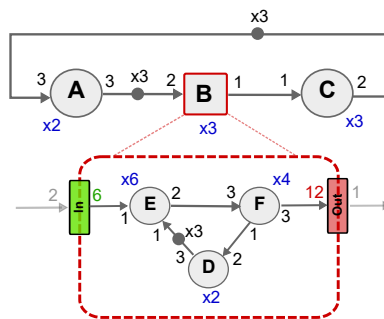 x3
3 A 3 x3 2 B 1 1 C 2
x2 x3 x3
x6 2 3 x4 12 1
2 In 6 E F Out
1 1 x3 1 3
3 D 2
x2